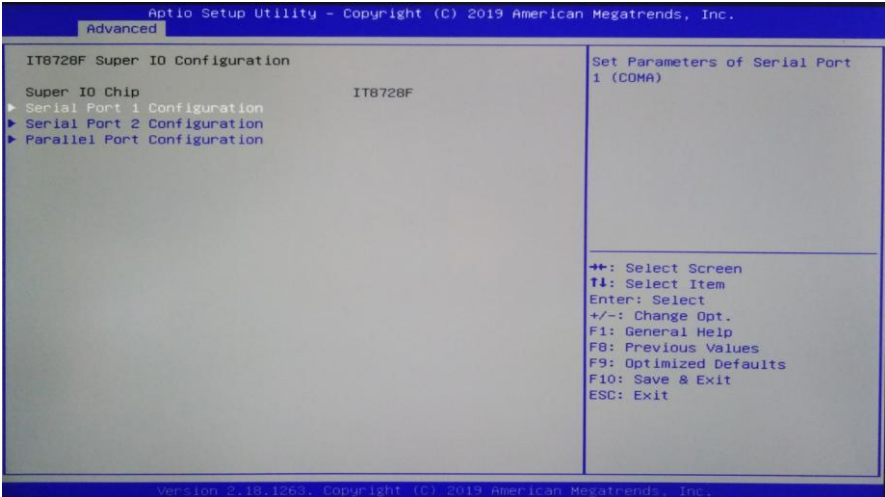 Aptio Setup Utility – Copyright (C) 2019 American Megatrends, Inc.
Advanced
IT8728F Super IO Configuration
Super IO Chip IT8728F
▶ Serial Port 1 Configuration
▶ Serial Port 2 Configuration
▶ Parallel Port Configuration
Set Parameters of Serial Port
1 (COMA)
→←: Select Screen
↑↓: Select Item
Enter: Select
+/-: Change Opt.
F1: General Help
F8: Previous Values
F9: Optimized Defaults
F10: Save & Exit
ESC: Exit
Version 2.18.1263. Copyright (C) 2019 American Megatrends, Inc.